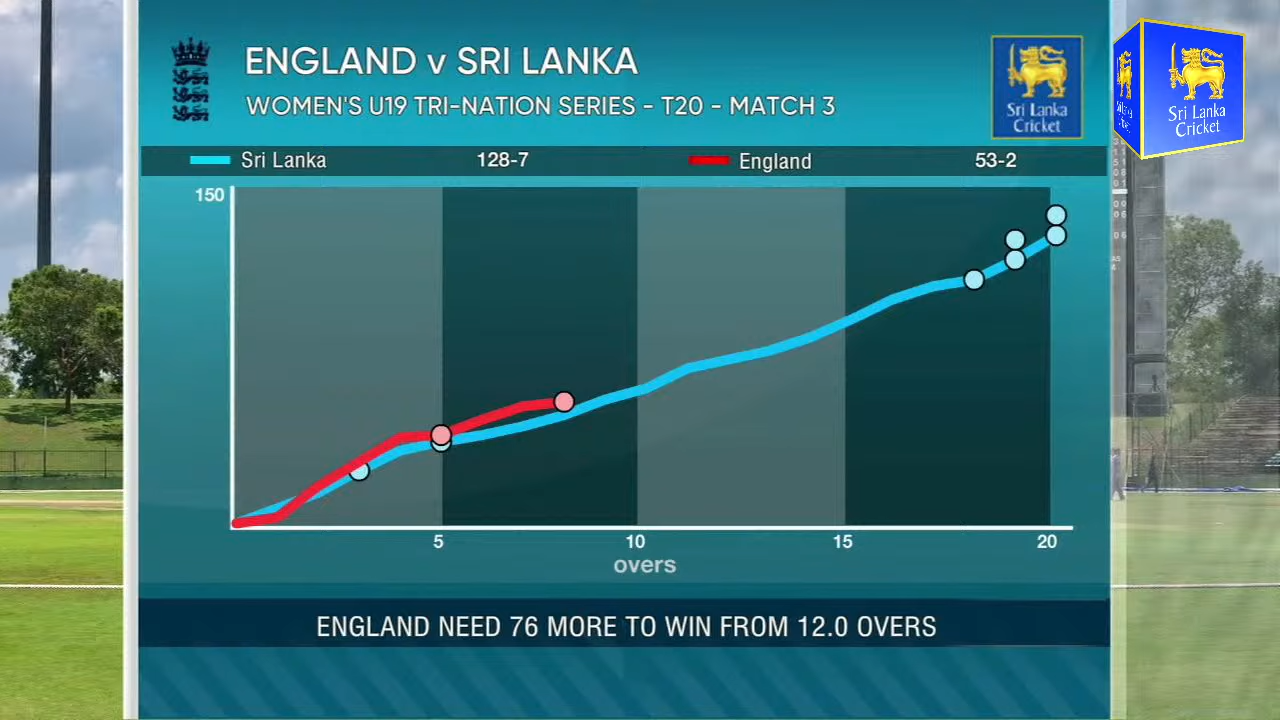 ENGLAND v SRI LANKA
WOMEN'S U19 TRI-NATION SERIES - T20 - MATCH 3
Sri Lanka
Cricket
Sri Lanka
Cricket
Sri Lanka 128-7 England 53-2
150
5 10 15 20
overs
ENGLAND NEED 76 MORE TO WIN FROM 12.0 OVERS